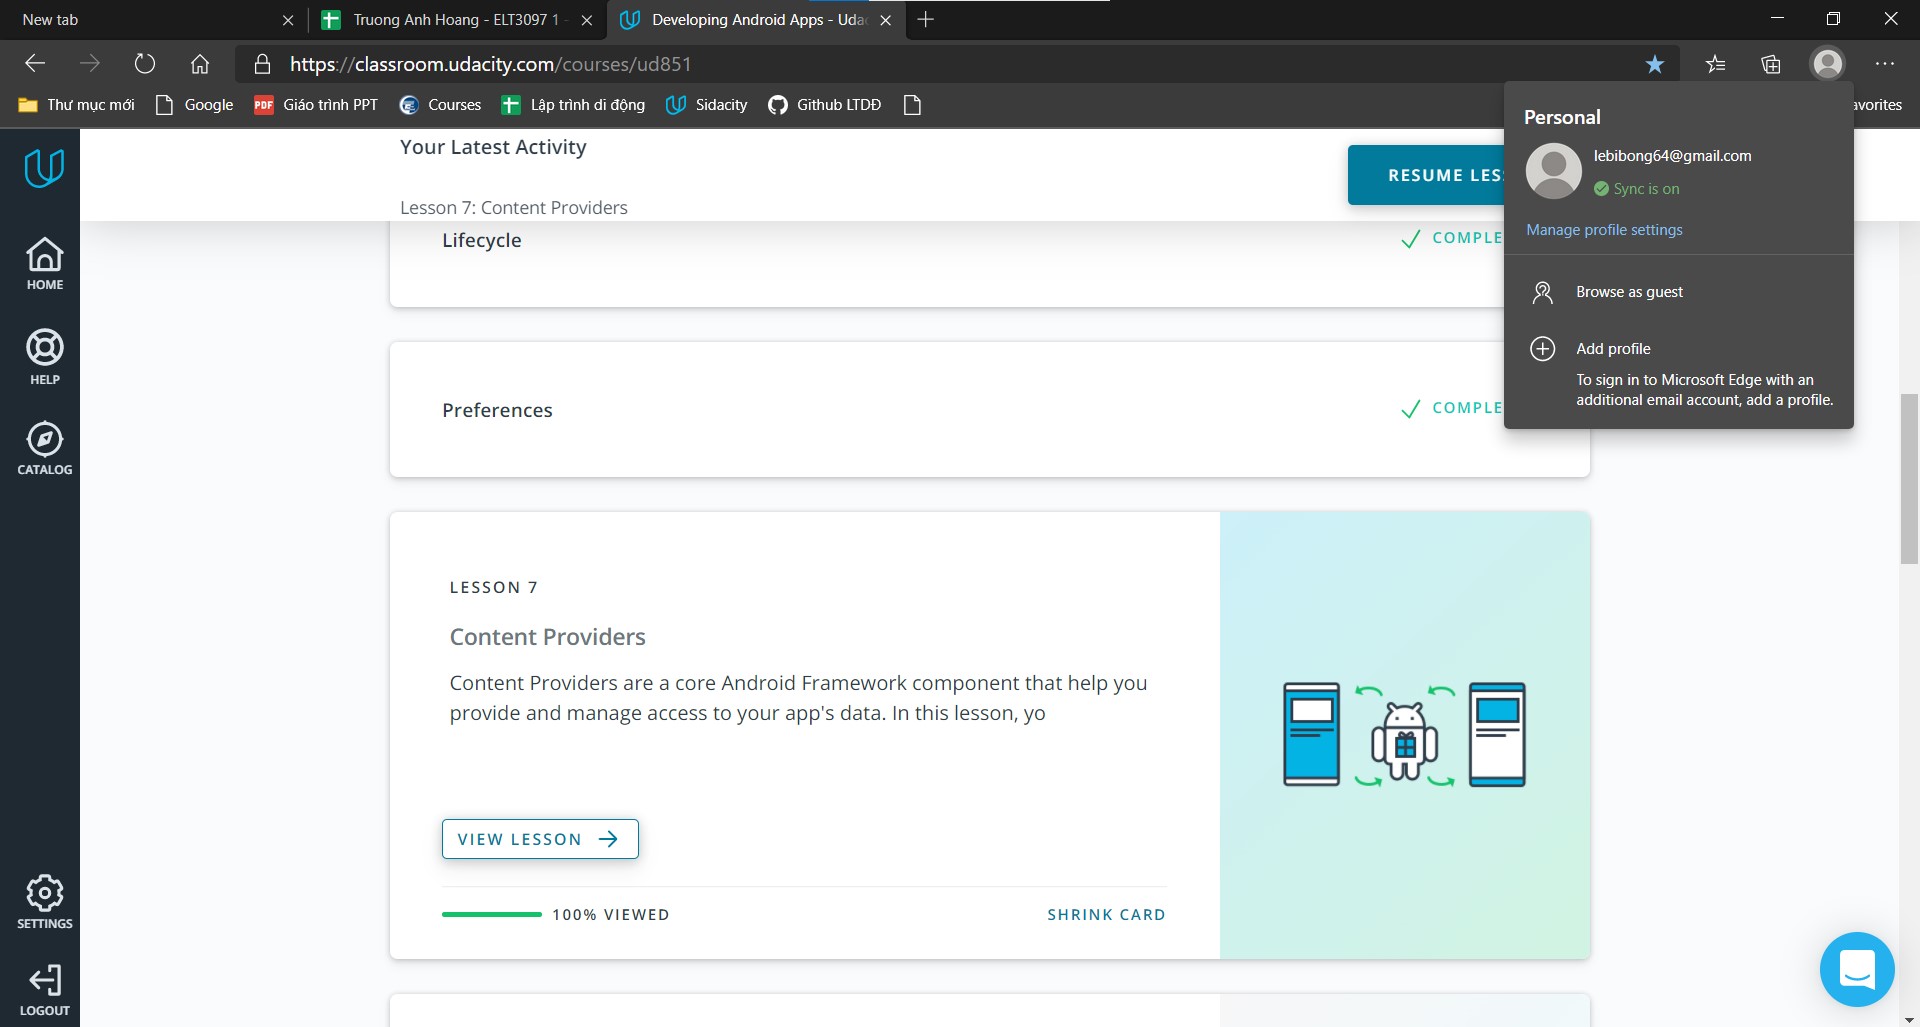 New tab
Truong Anh Hoang - ELT3097 1 -
Developing Android Apps - Uda
https://classroom.udacity.com/courses/ud851
Thư mục mới
Google
PDF
Giáo trình PPT
Courses
Lập trình di động
Sidacity
Github LTDĐ
avorites
Personal
lebibong64@gmail.com
Sync is on
Manage profile settings
Browse as guest
Add profile
To sign in to Microsoft Edge with an
additional email account, add a profile.
HOME
HELP
CATALOG
SETTINGS
LOGOUT
Your Latest Activity
Lesson 7: Content Providers
RESUME LES
Lifecycle
COMPLE
Preferences
COMPLE
LESSON 7
Content Providers
Content Providers are a core Android Framework component that help you
provide and manage access to your app's data. In this lesson, yo
VIEW LESSON
100% VIEWED
SHRINK CARD